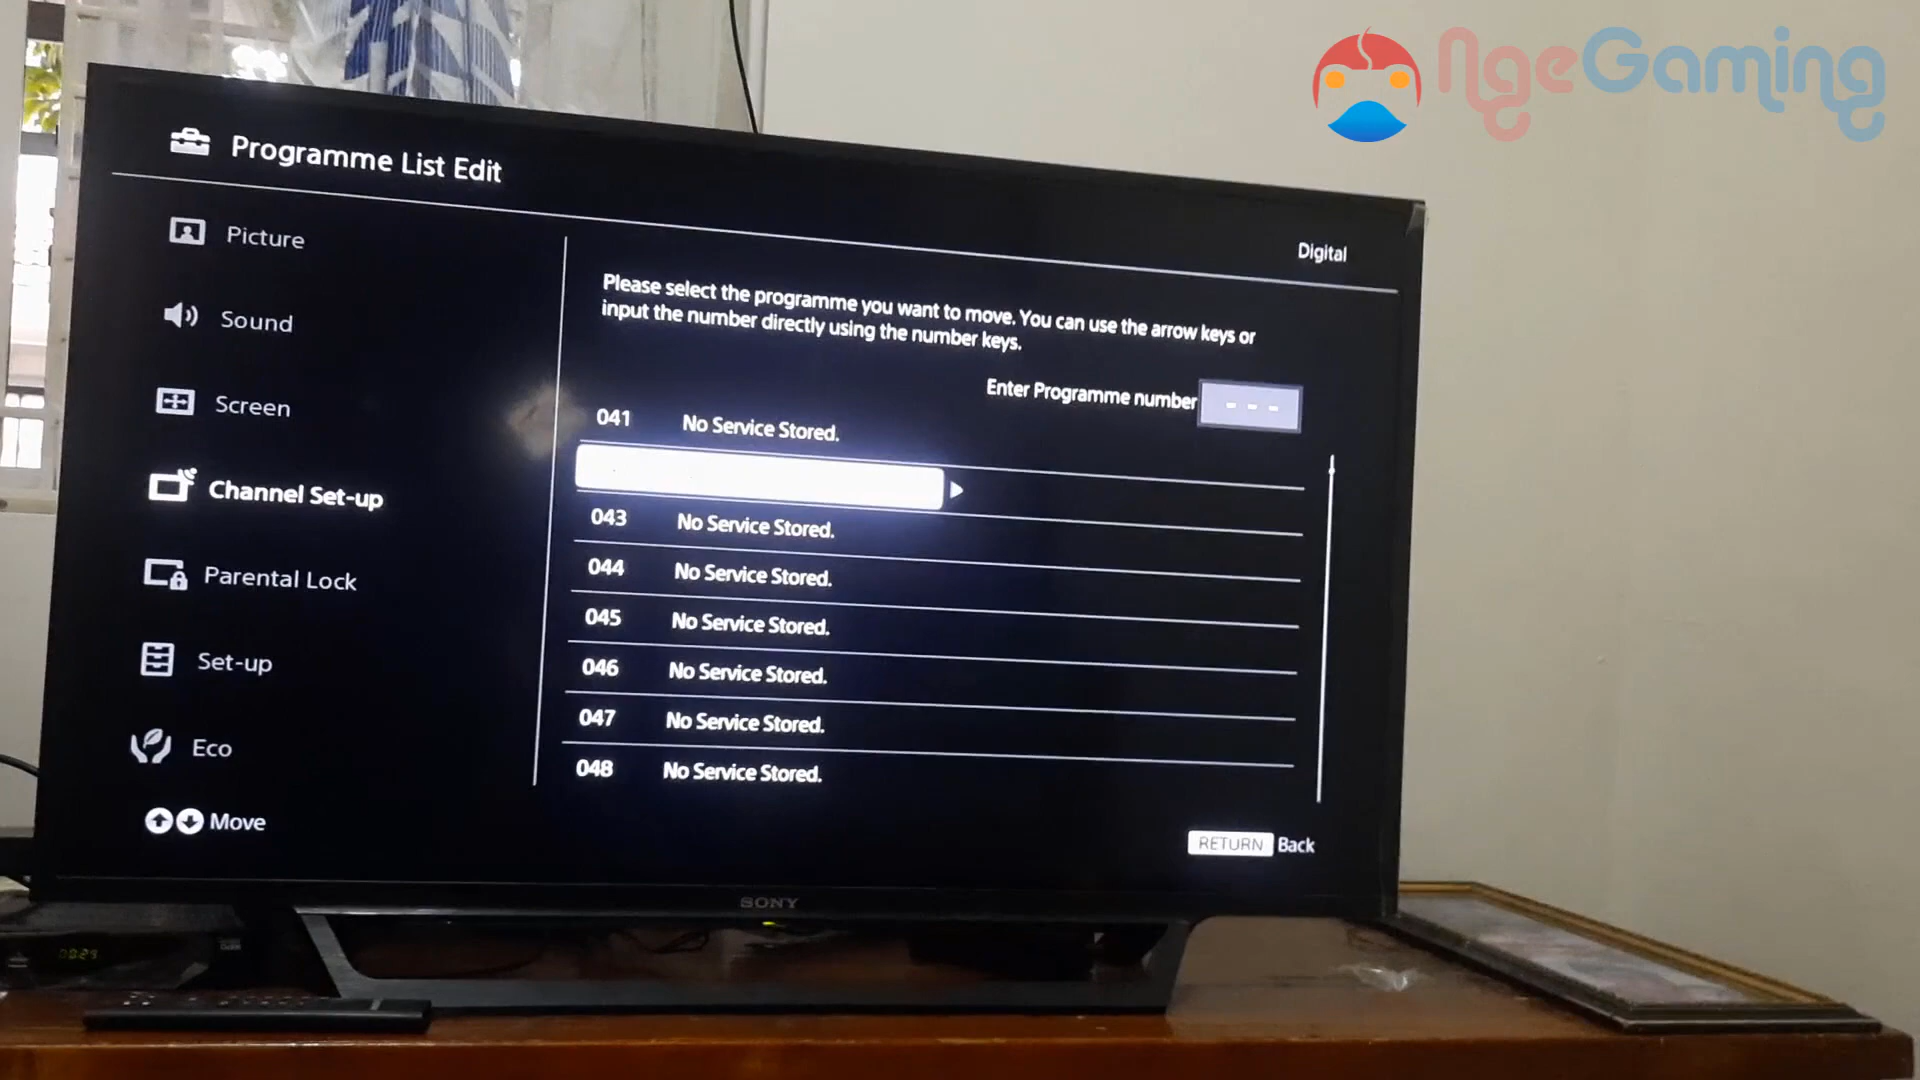 NgeGaming
Programme List Edit
Digital
Picture
Sound
Screen
Channel Set-up
Parental Lock
Set-up
Eco
Move
Please select the programme you want to move. You can use the arrow keys or
input the number directly using the number keys.
Enter Programme number - - -
041 No Service Stored.
043 No Service Stored.
044 No Service Stored.
045 No Service Stored.
046 No Service Stored.
047 No Service Stored.
048 No Service Stored.
RETURN Back
SONY